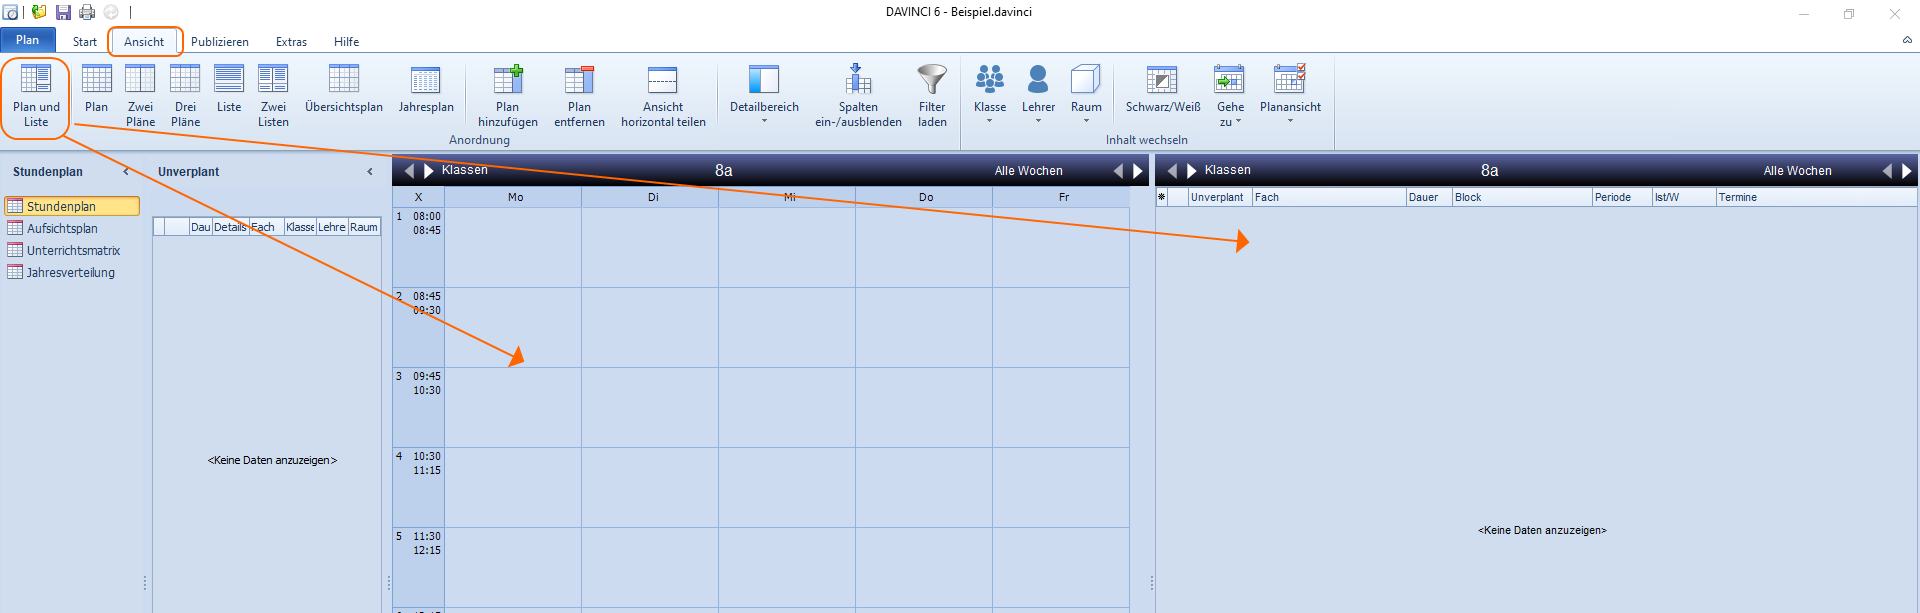 DAVINCI 6 - Beispiel.davinci
Plan Start Ansicht Publizieren Extras Hilfe
Plan und Liste
Plan
Zwei Pläne
Drei Pläne
Liste
Zwei Listen
Übersichtsplan
Jahresplan
Plan hinzufügen
Plan entfernen
Ansicht horizontal teilen
Detailbereich
Spalten ein-/ausblenden
Filter laden
Klasse
Lehrer
Raum
Schwarz/Weiß
Gehe zu
Planansicht
Anordnung
Inhalt wechseln
Stundenplan
Stundenplan
Aufsichtsplan
Unterrichtsmatrix
Jahresverteilung
Unverplant
Dau Details Fach Klasse Lehre Raum
<Keine Daten anzuzeigen>
Klassen 8a Alle Wochen
X Mo Di Mi Do Fr
1 08:00
08:45
2 08:45
09:30
3 09:45
10:30
4 10:30
11:15
5 11:30
12:15
Klassen 8a Alle Wochen
Unverplant Fach Dauer Block Periode Ist/W Termine
<Keine Daten anzuzeigen>